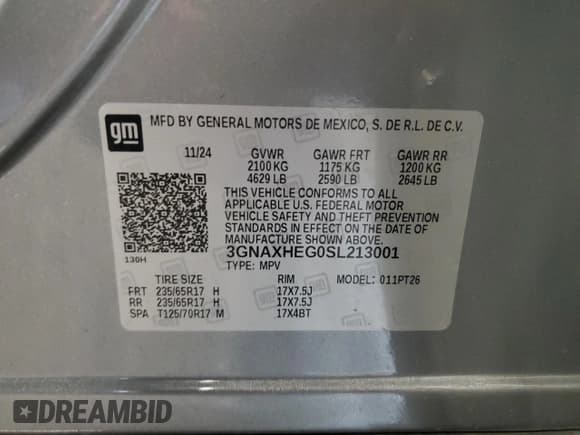 gm
MFD BY GENERAL MOTORS DE MEXICO, S. DE R.L. DE C.V.
11/24 GVWR GAWR FRT GAWR RR
2100 KG 1175 KG 1200 KG
4629 LB 2590 LB 2645 LB
THIS VEHICLE CONFORMS TO ALL
APPLICABLE U.S. FEDERAL MOTOR
VEHICLE SAFETY AND THEFT PREVENTION
STANDARDS IN EFFECT ON THE DATE OF
MANUFACTURE SHOWN ABOVE.
130H
3GNAXHEG0SL213001
TYPE: MPV
TIRE SIZE RIM MODEL: 011PT26
FRT 235/65R17 H 17X7.5J
RR 235/65R17 H 17X7.5J
SPA T125/70R17 M 17X4BT
DREAMBID